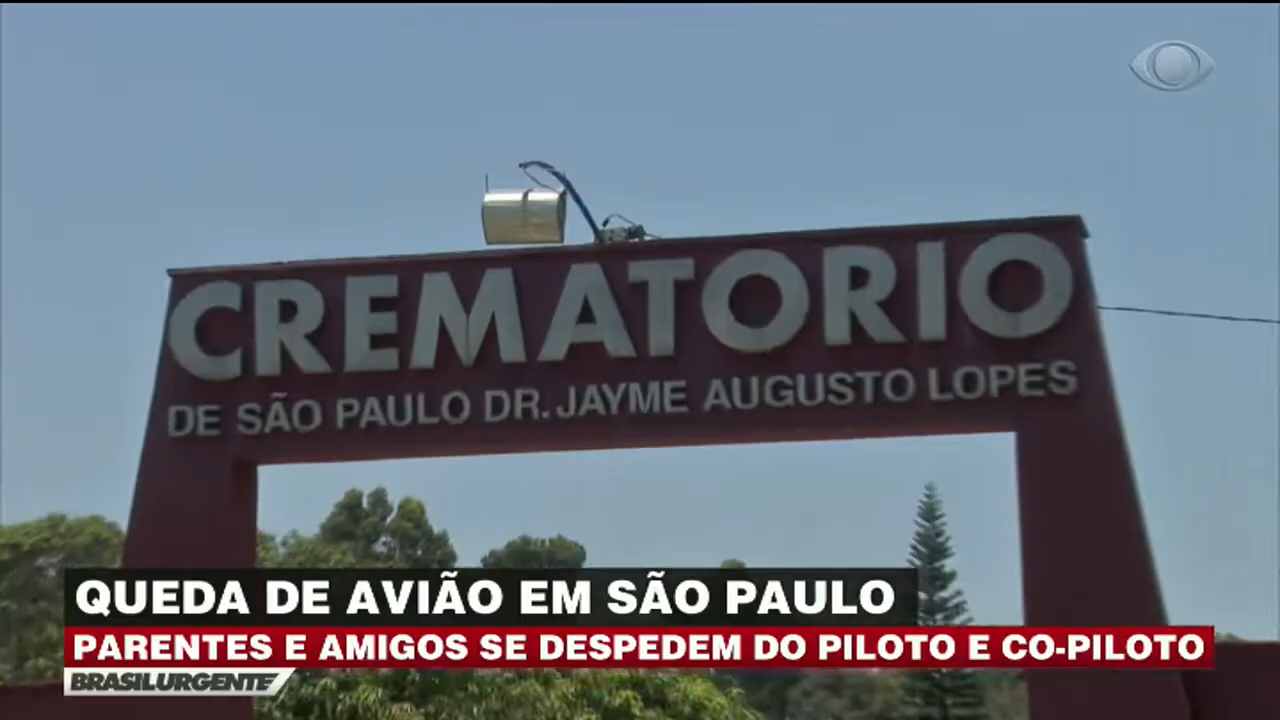 CREMATORIO
DE SÃO PAULO DR. JAYME AUGUSTO LOPES
QUEDA DE AVIÃO EM SÃO PAULO
PARENTES E AMIGOS SE DESPEDEM DO PILOTO E CO-PILOTO
BRASILURGENTE